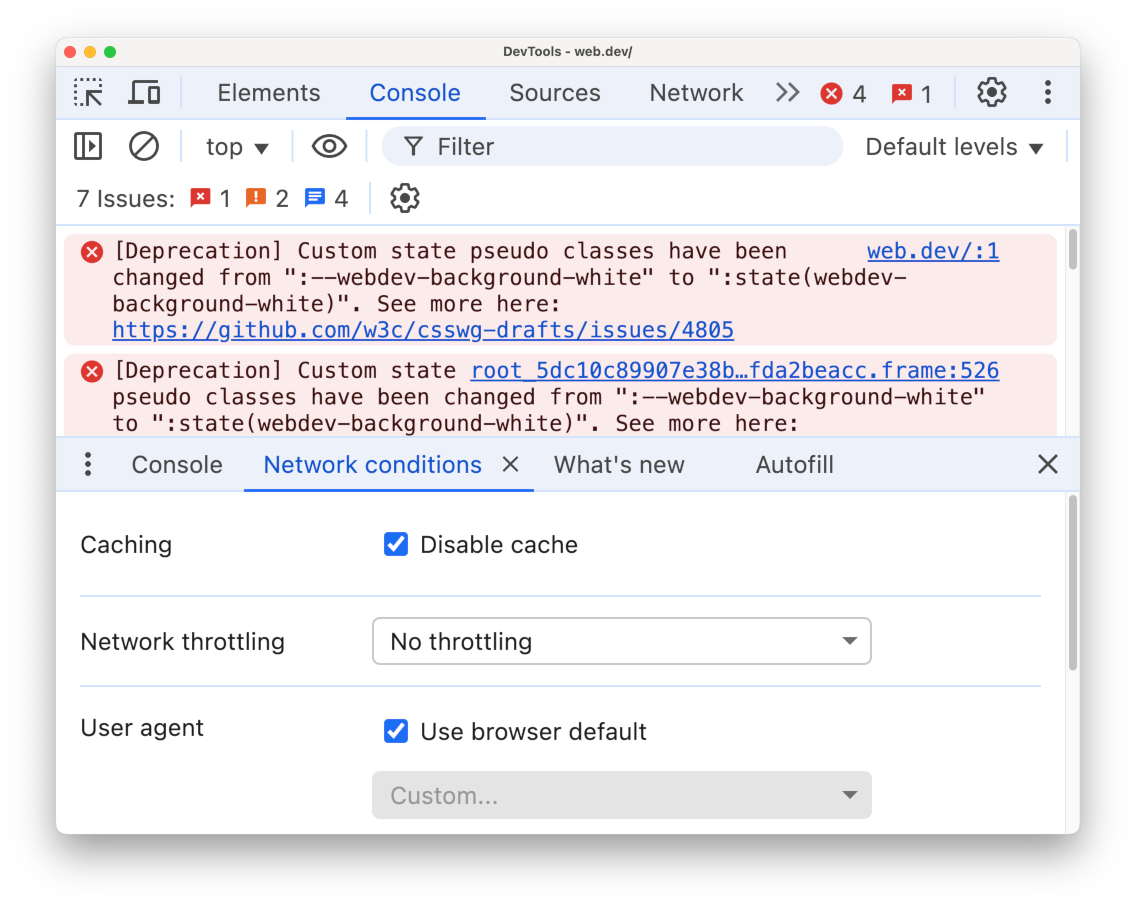 DevTools - web.dev/
Elements Console Sources Network 4 1
top Filter Default levels
7 Issues: 1 2 4
[Deprecation] Custom state pseudo classes have been web.dev/:1
changed from ":--webdev-background-white" to ":state(webdev-
background-white)". See more here:
https://github.com/w3c/csswg-drafts/issues/4805
[Deprecation] Custom state root_5dc10c89907e38b…fda2beacc.frame:526
pseudo classes have been changed from ":--webdev-background-white"
to ":state(webdev-background-white)". See more here:
Console Network conditions What's new Autofill
Caching Disable cache
Network throttling No throttling
User agent Use browser default
Custom...